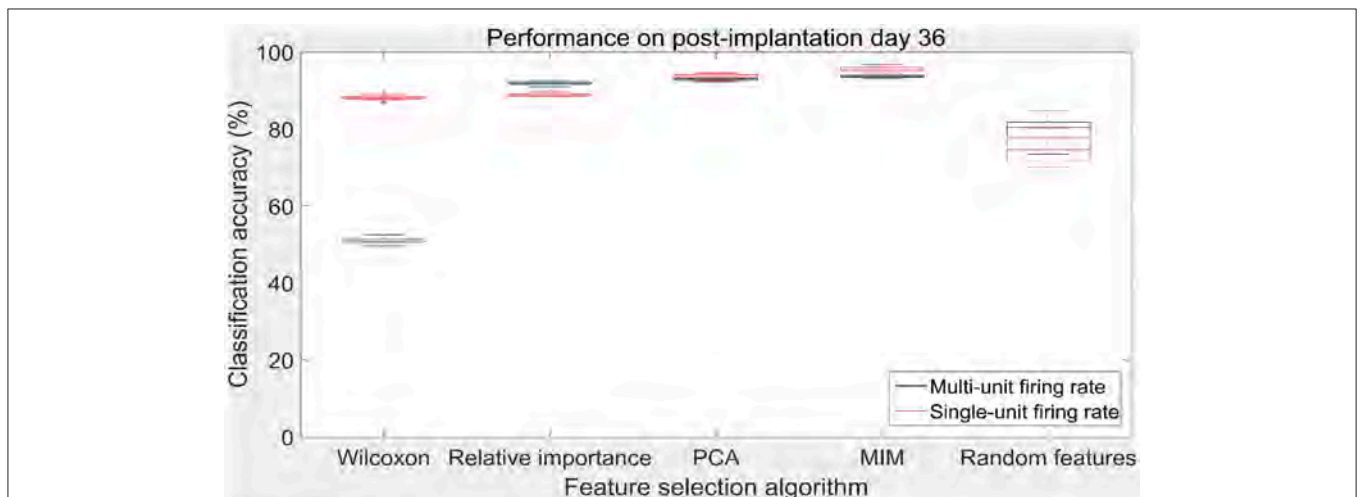 Performance on post-implantation day 36
Classification accuracy (%)
100
80
60
40
20
0
Multi-unit firing rate
Single-unit firing rate
Wilcoxon Relative importance PCA MIM Random features
Feature selection algorithm